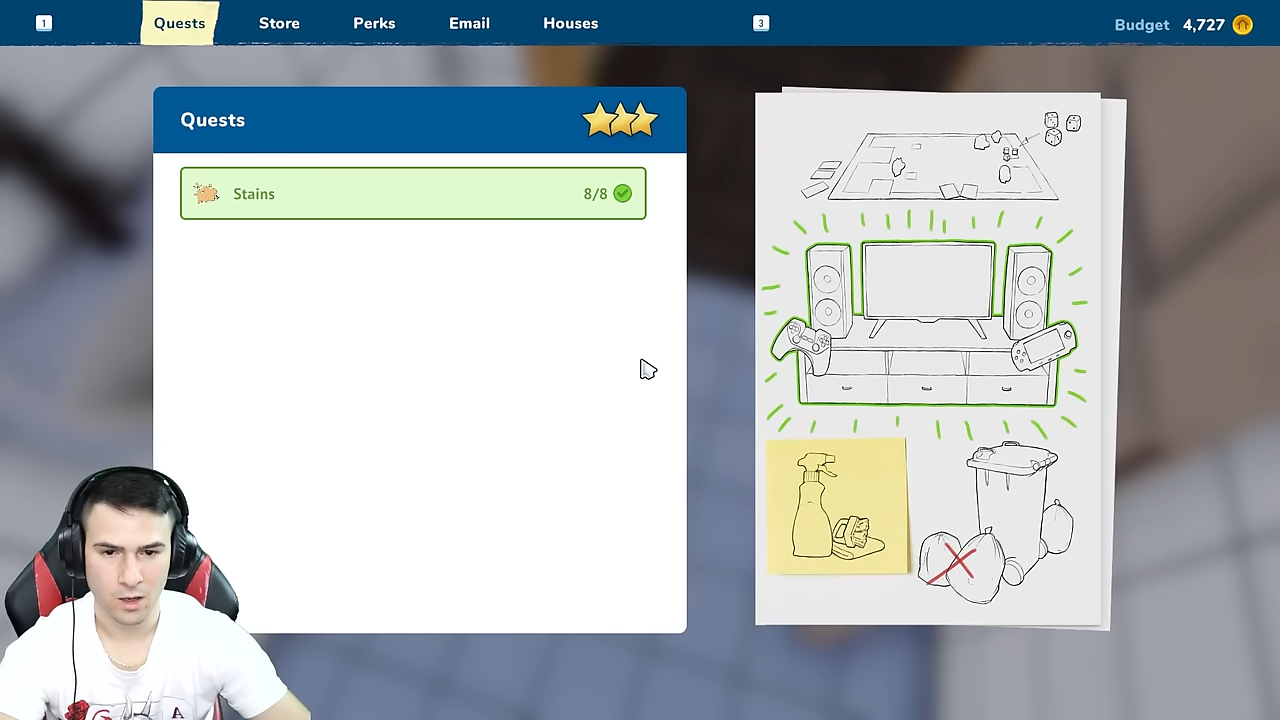 1
Quests
Store
Perks
Email
Houses
3
Budget 4,727
Quests
Stains
8/8
G A